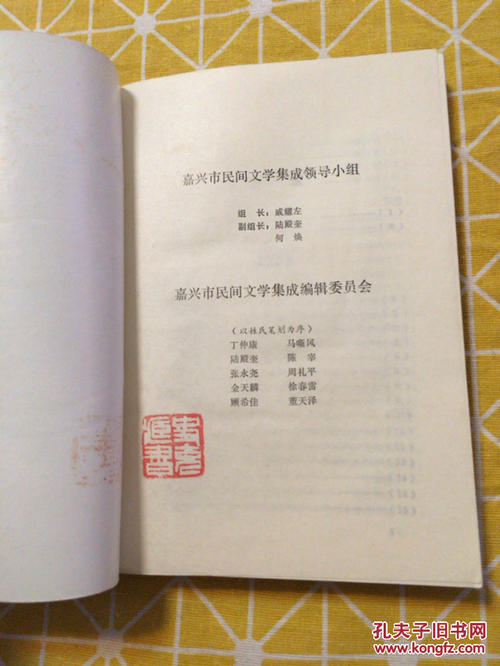 嘉兴市民间文学集成领导小组
组　长：戚耀左
副组长：陆殿奎
何　焕
嘉兴市民间文学集成编辑委员会
（以姓氏笔划为序）
丁仲康　马曦风
陆殿奎　陈　宰
张永尧　周礼平
金天麟　徐春雷
顾希佳　董天泽
孔夫子旧书网
www.kongfz.com